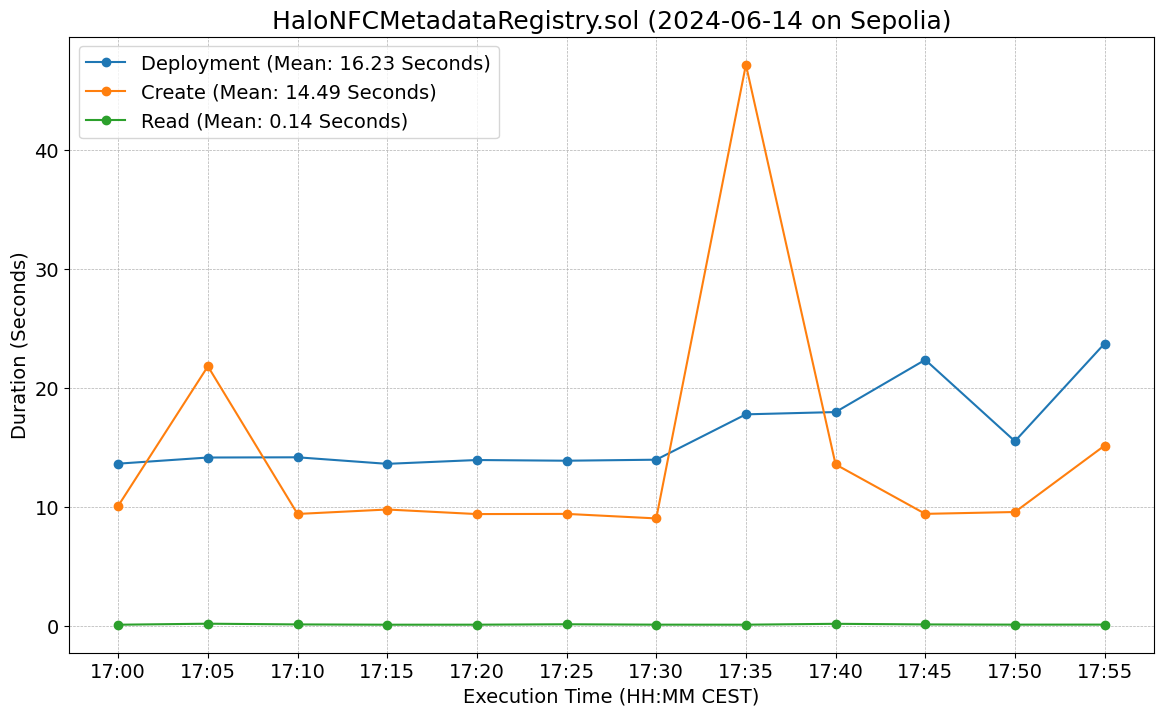 HaloNFCMetadataRegistry.sol (2024-06-14 on Sepolia)
Deployment (Mean: 16.23 Seconds)
Create (Mean: 14.49 Seconds)
Read (Mean: 0.14 Seconds)
Duration (Seconds)
40
30
20
10
0
17:00 17:05 17:10 17:15 17:20 17:25 17:30 17:35 17:40 17:45 17:50 17:55
Execution Time (HH:MM CEST)